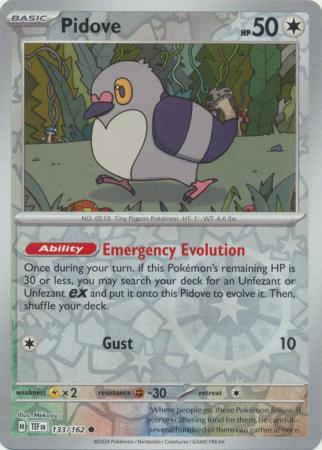 BASIC
Pidove
HP 50
NO. 0519 Tiny Pigeon Pokémon HT: 1' WT: 4.6 lbs.
Ability Emergency Evolution
Once during your turn, if this Pokémon's remaining HP is
30 or less, you may search your deck for an Unfezant or
Unfezant ex and put it onto this Pidove to evolve it. Then,
shuffle your deck.
Gust 10
weakness ×2 resistance -30 retreat
Illus. Mékayu
H TEF EN 133/162
Where people go, these Pokémon follow. If
you're scattering food for them, be careful—
several hundred of them can gather at once.
©2024 Pokémon / Nintendo / Creatures / GAME FREAK